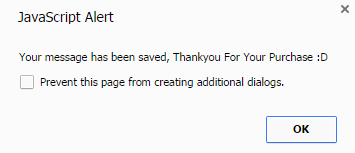 JavaScript Alert
Your message has been saved, Thankyou For Your Purchase :D
Prevent this page from creating additional dialogs.
OK